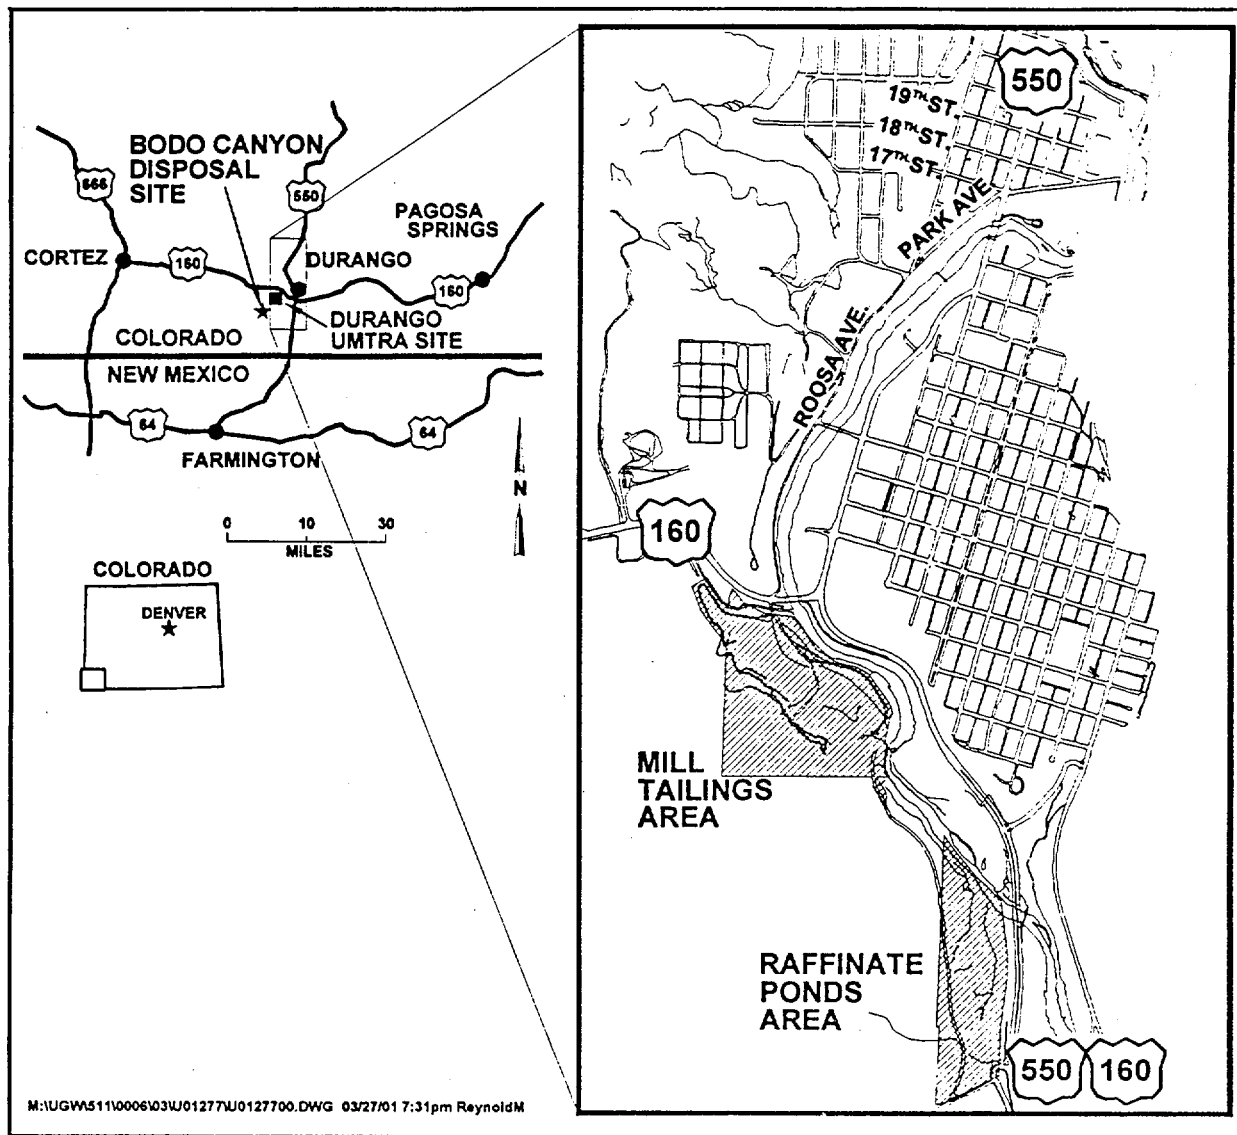 BODO CANYON
DISPOSAL
SITE
666
550
PAGOSA
SPRINGS
CORTEZ
160
DURANGO
160
DURANGO
UMTRA SITE
COLORADO
NEW MEXICO
64
64
FARMINGTON
N
0 10 30
MILES
COLORADO
DENVER
M:\UGW\511\0006\03\U01277\U0127700.DWG 03/27/01 7:31pm ReynoldM
550
19TH ST.
18TH ST.
17TH ST.
PARK AVE.
ROOSA AVE.
160
MILL
TAILINGS
AREA
RAFFINATE
PONDS
AREA
550 160